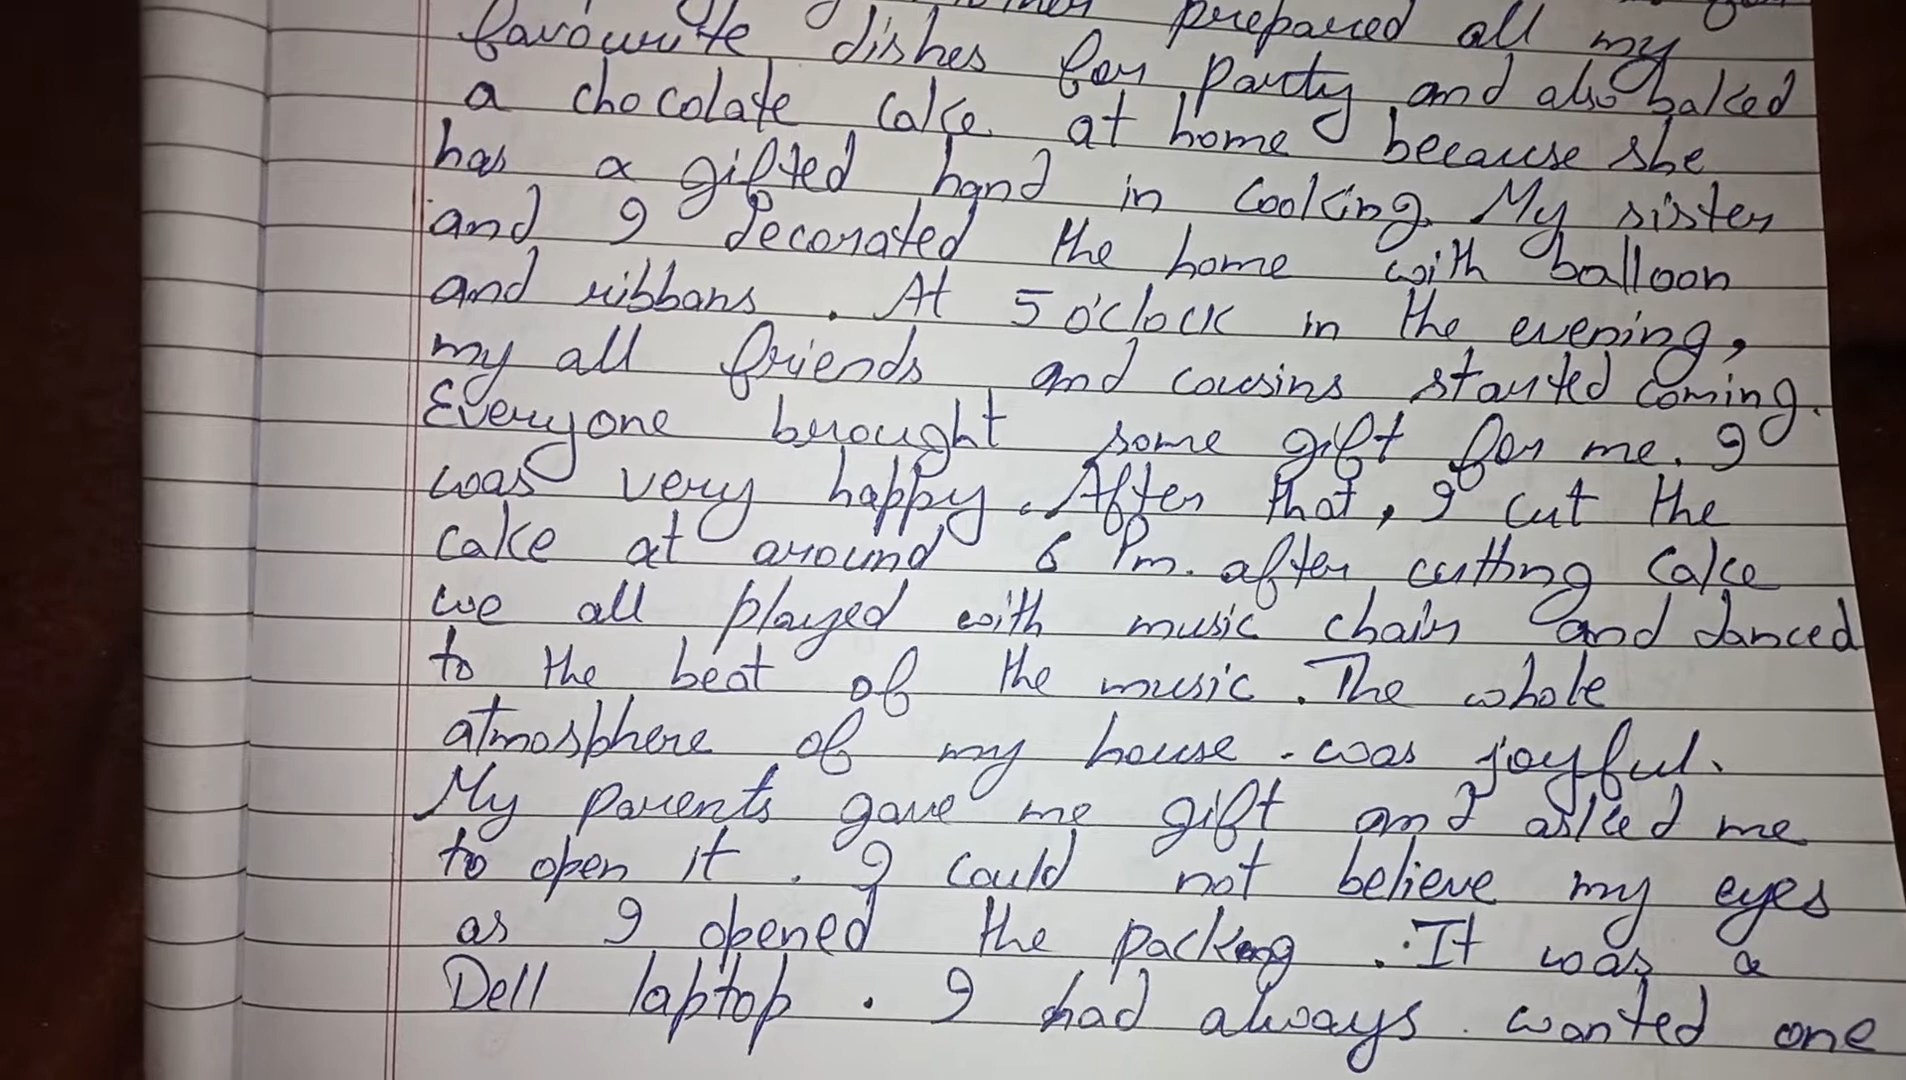 prepared all my
favourite dishes for party and also baked
a chocolate cake at home because she
has a gifted hand in cooking. My sister
and I decorated the home with balloon
and ribbons. At 5 o'clock in the evening,
my all friends and cousins started coming.
Everyone brought some gift for me. I
was very happy. After that, I cut the
cake at around 6 Pm. after cutting cake
we all played with music chair and danced
to the beat of the music. The whole
atmosphere of my house was joyful.
My parents gave me gift and asked me
to open it. I could not believe my eyes
as I opened the packing. It was a
Dell laptop. I had always wanted one